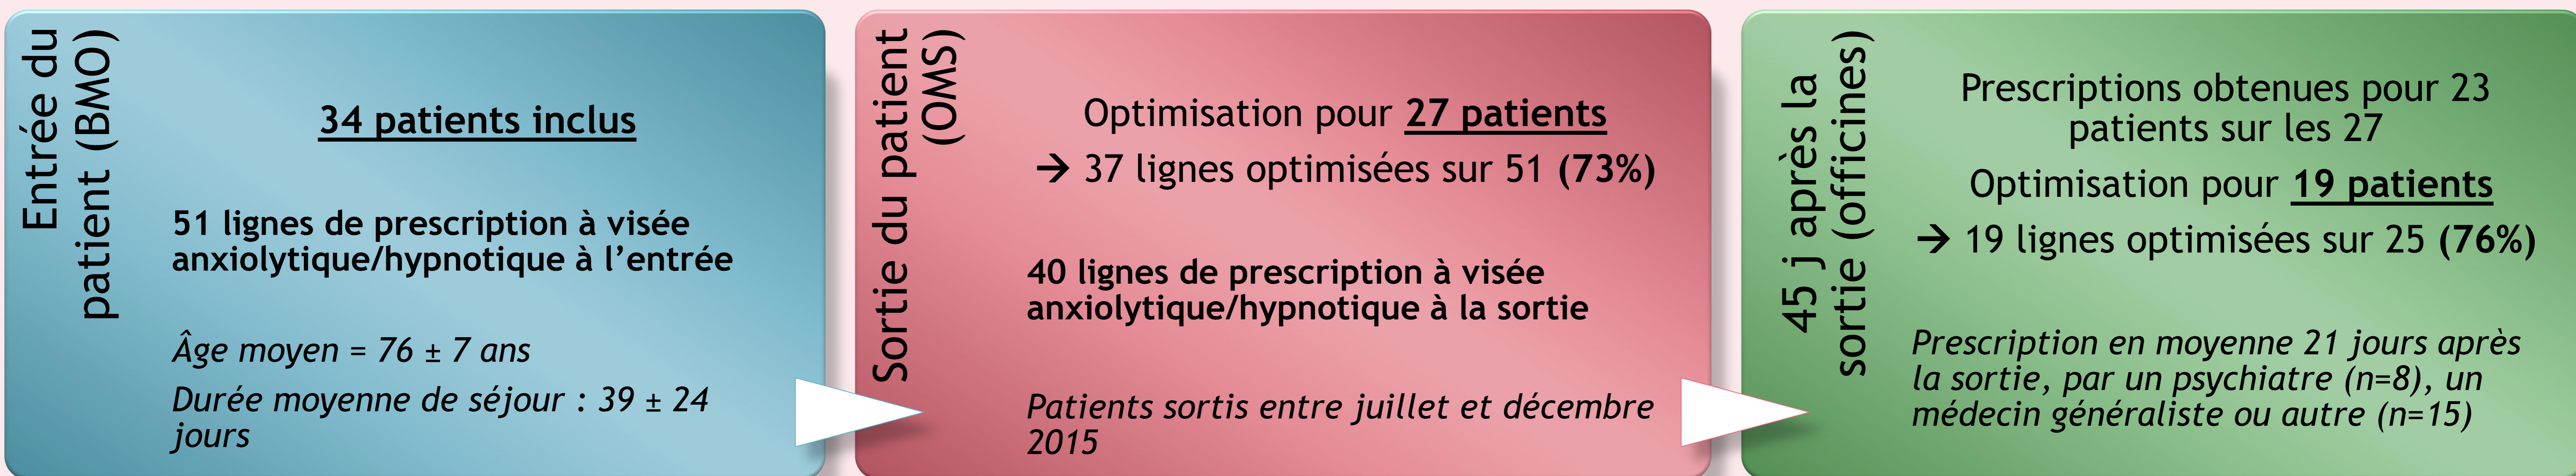 Entrée du
patient (BMO)
34 patients inclus
51 lignes de prescription à visée
anxiolytique/hypnotique à l’entrée
Âge moyen = 76 ± 7 ans
Durée moyenne de séjour : 39 ± 24
jours
Sortie du patient
(OMS)
Optimisation pour 27 patients
→ 37 lignes optimisées sur 51 (73%)
40 lignes de prescription à visée
anxiolytique/hypnotique à la sortie
Patients sortis entre juillet et décembre
2015
45 j après la
sortie (officines)
Prescriptions obtenues pour 23
patients sur les 27
Optimisation pour 19 patients
→ 19 lignes optimisées sur 25 (76%)
Prescription en moyenne 21 jours après
la sortie, par un psychiatre (n=8), un
médecin généraliste ou autre (n=15)